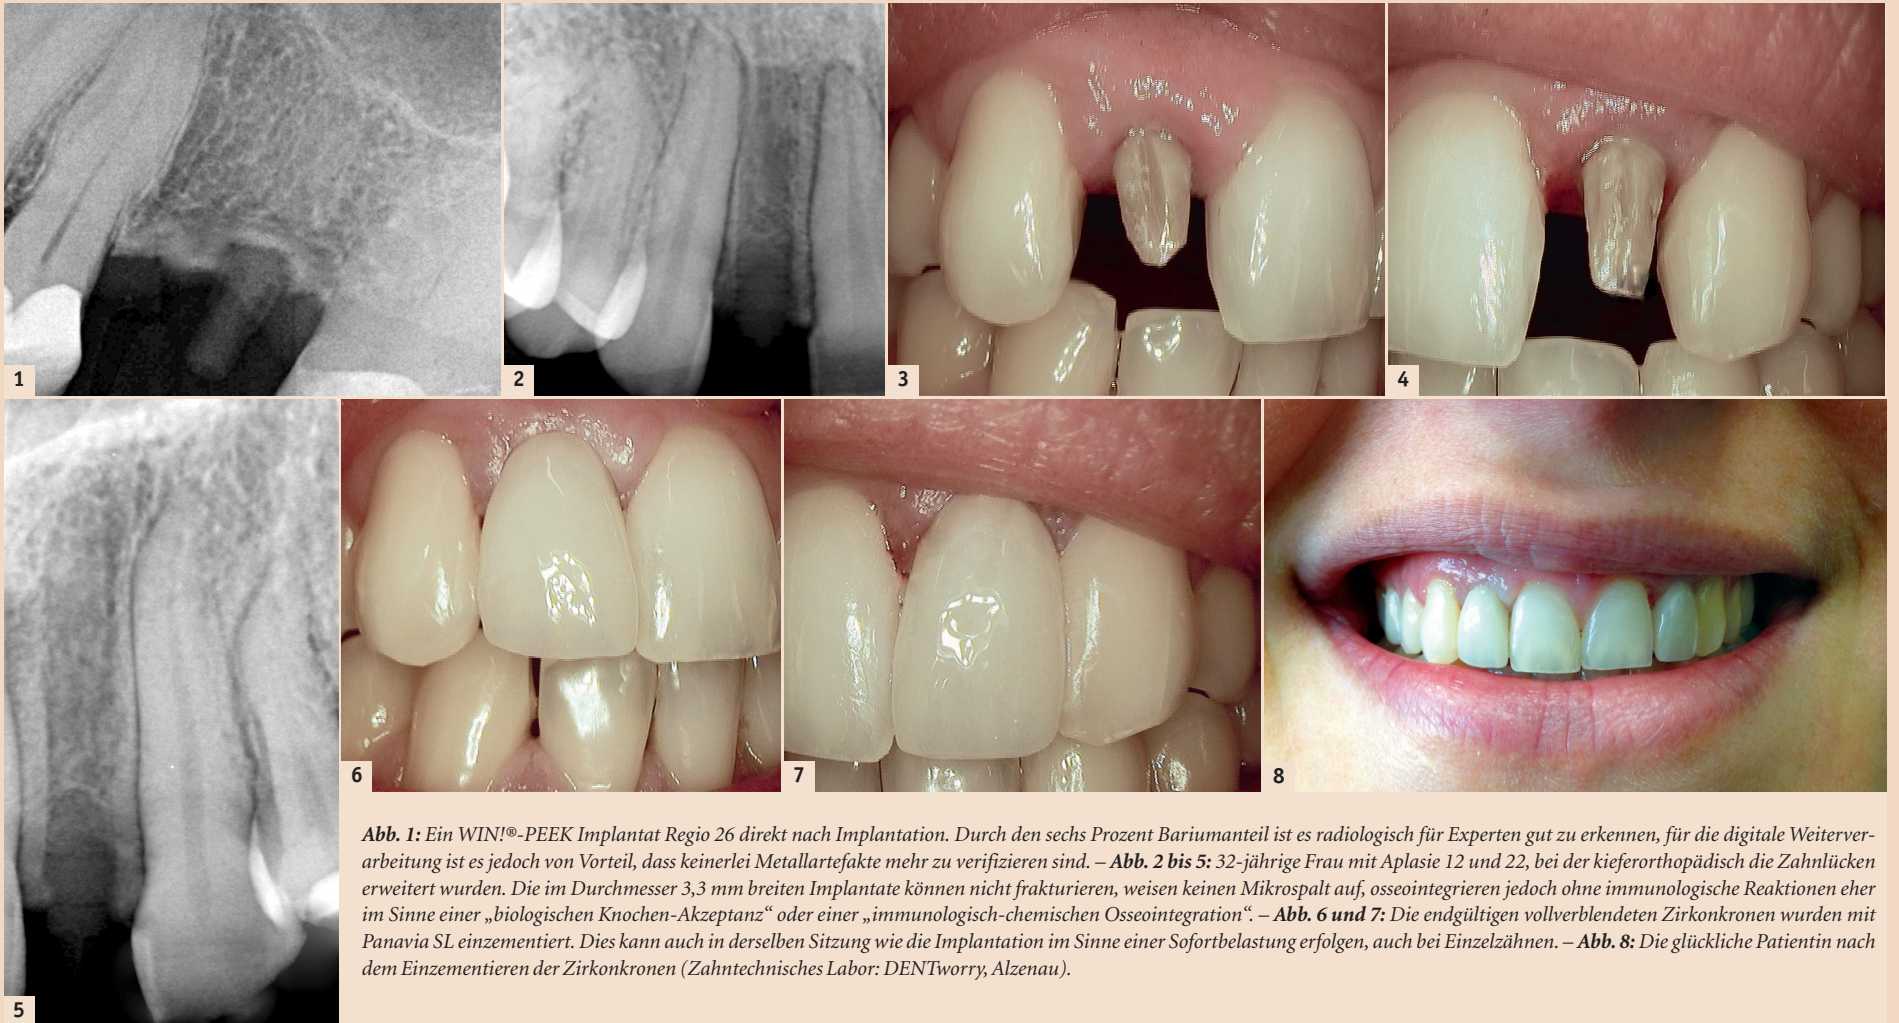 1
2
3
4
5
6
7
8
Abb. 1: Ein WIN!®-PEEK Implantat Regio 26 direkt nach Implantation. Durch den sechs Prozent Bariumanteil ist es radiologisch für Experten gut zu erkennen, für die digitale Weiterver-
arbeitung ist es jedoch von Vorteil, dass keinerlei Metallartefakte mehr zu verifizieren sind. – Abb. 2 bis 5: 32-jährige Frau mit Aplasie 12 und 22, bei der kieferorthopädisch die Zahnlücken
erweitert wurden. Die im Durchmesser 3,3 mm breiten Implantate können nicht frakturieren, weisen keinen Mikrospalt auf, osseointegrieren jedoch ohne immunologische Reaktionen eher
im Sinne einer „biologischen Knochen-Akzeptanz“ oder einer „immunologisch-chemischen Osseointegration“. – Abb. 6 und 7: Die endgültigen vollverblendeten Zirkonkronen wurden mit
Panavia SL einzementiert. Dies kann auch in derselben Sitzung wie die Implantation im Sinne einer Sofortbelastung erfolgen, auch bei Einzelzähnen. – Abb. 8: Die glückliche Patientin nach
dem Einzementieren der Zirkonkronen (Zahntechnisches Labor: DENTworry, Alzenau).